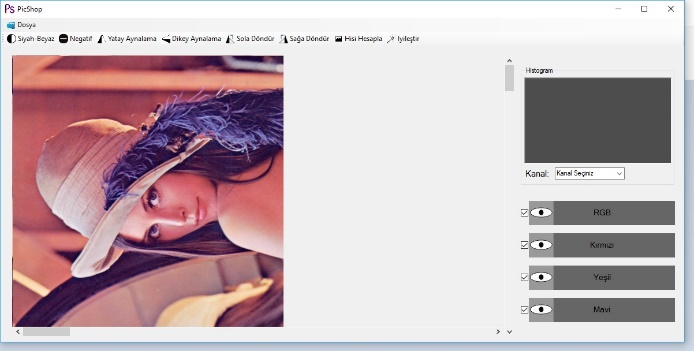 PS PicShop
Dosya
Siyah-Beyaz Negatif Yatay Aynalama Dikey Aynalama Sola Döndür Sağa Döndür Hisi Hesapla İyileştir
Histogram
Kanal: Kanal Seçiniz
RGB
Kırmızı
Yeşil
Mavi